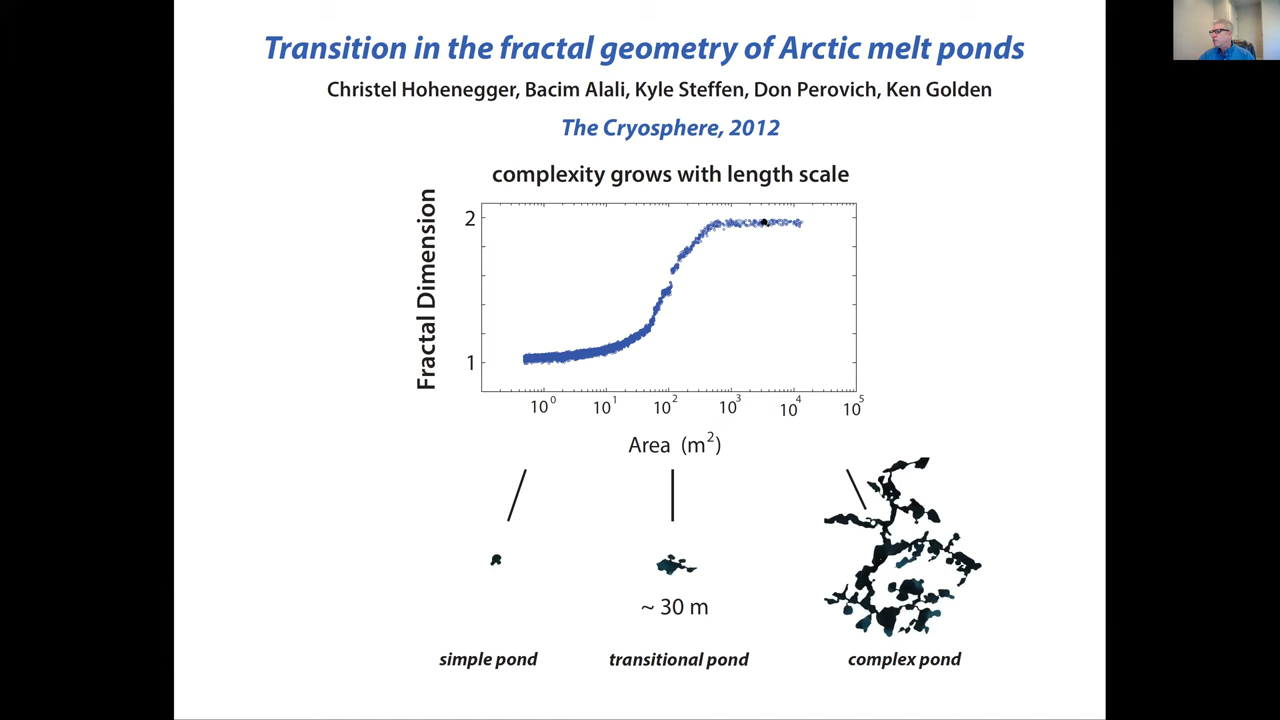 Transition in the fractal geometry of Arctic melt ponds
Christel Hohenegger, Bacim Alali, Kyle Steffen, Don Perovich, Ken Golden
The Cryosphere, 2012
complexity grows with length scale
Fractal Dimension
2
1
10⁰ 10¹ 10² 10³ 10⁴ 10⁵
Area (m²)
~ 30 m
simple pond transitional pond complex pond